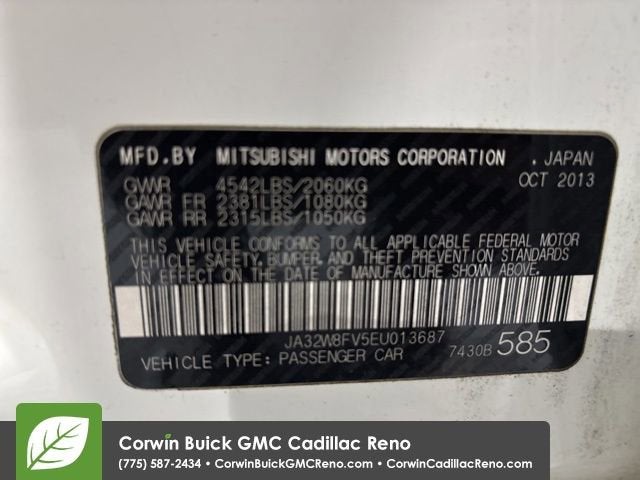 MFD.BY MITSUBISHI MOTORS CORPORATION . JAPAN
GVWR 4542LBS/2060KG OCT 2013
GAWR FR 2381LBS/1080KG
GAWR RR 2315LBS/1050KG
THIS VEHICLE CONFORMS TO ALL APPLICABLE FEDERAL MOTOR
VEHICLE SAFETY, BUMPER, AND THEFT PREVENTION STANDARDS
IN EFFECT ON THE DATE OF MANUFACTURE SHOWN ABOVE.
JA32W8FV5EU013687
VEHICLE TYPE: PASSENGER CAR 7430B 585
Corwin Buick GMC Cadillac Reno
(775) 587-2434 • CorwinBuickGMCReno.com • CorwinCadillacReno.com